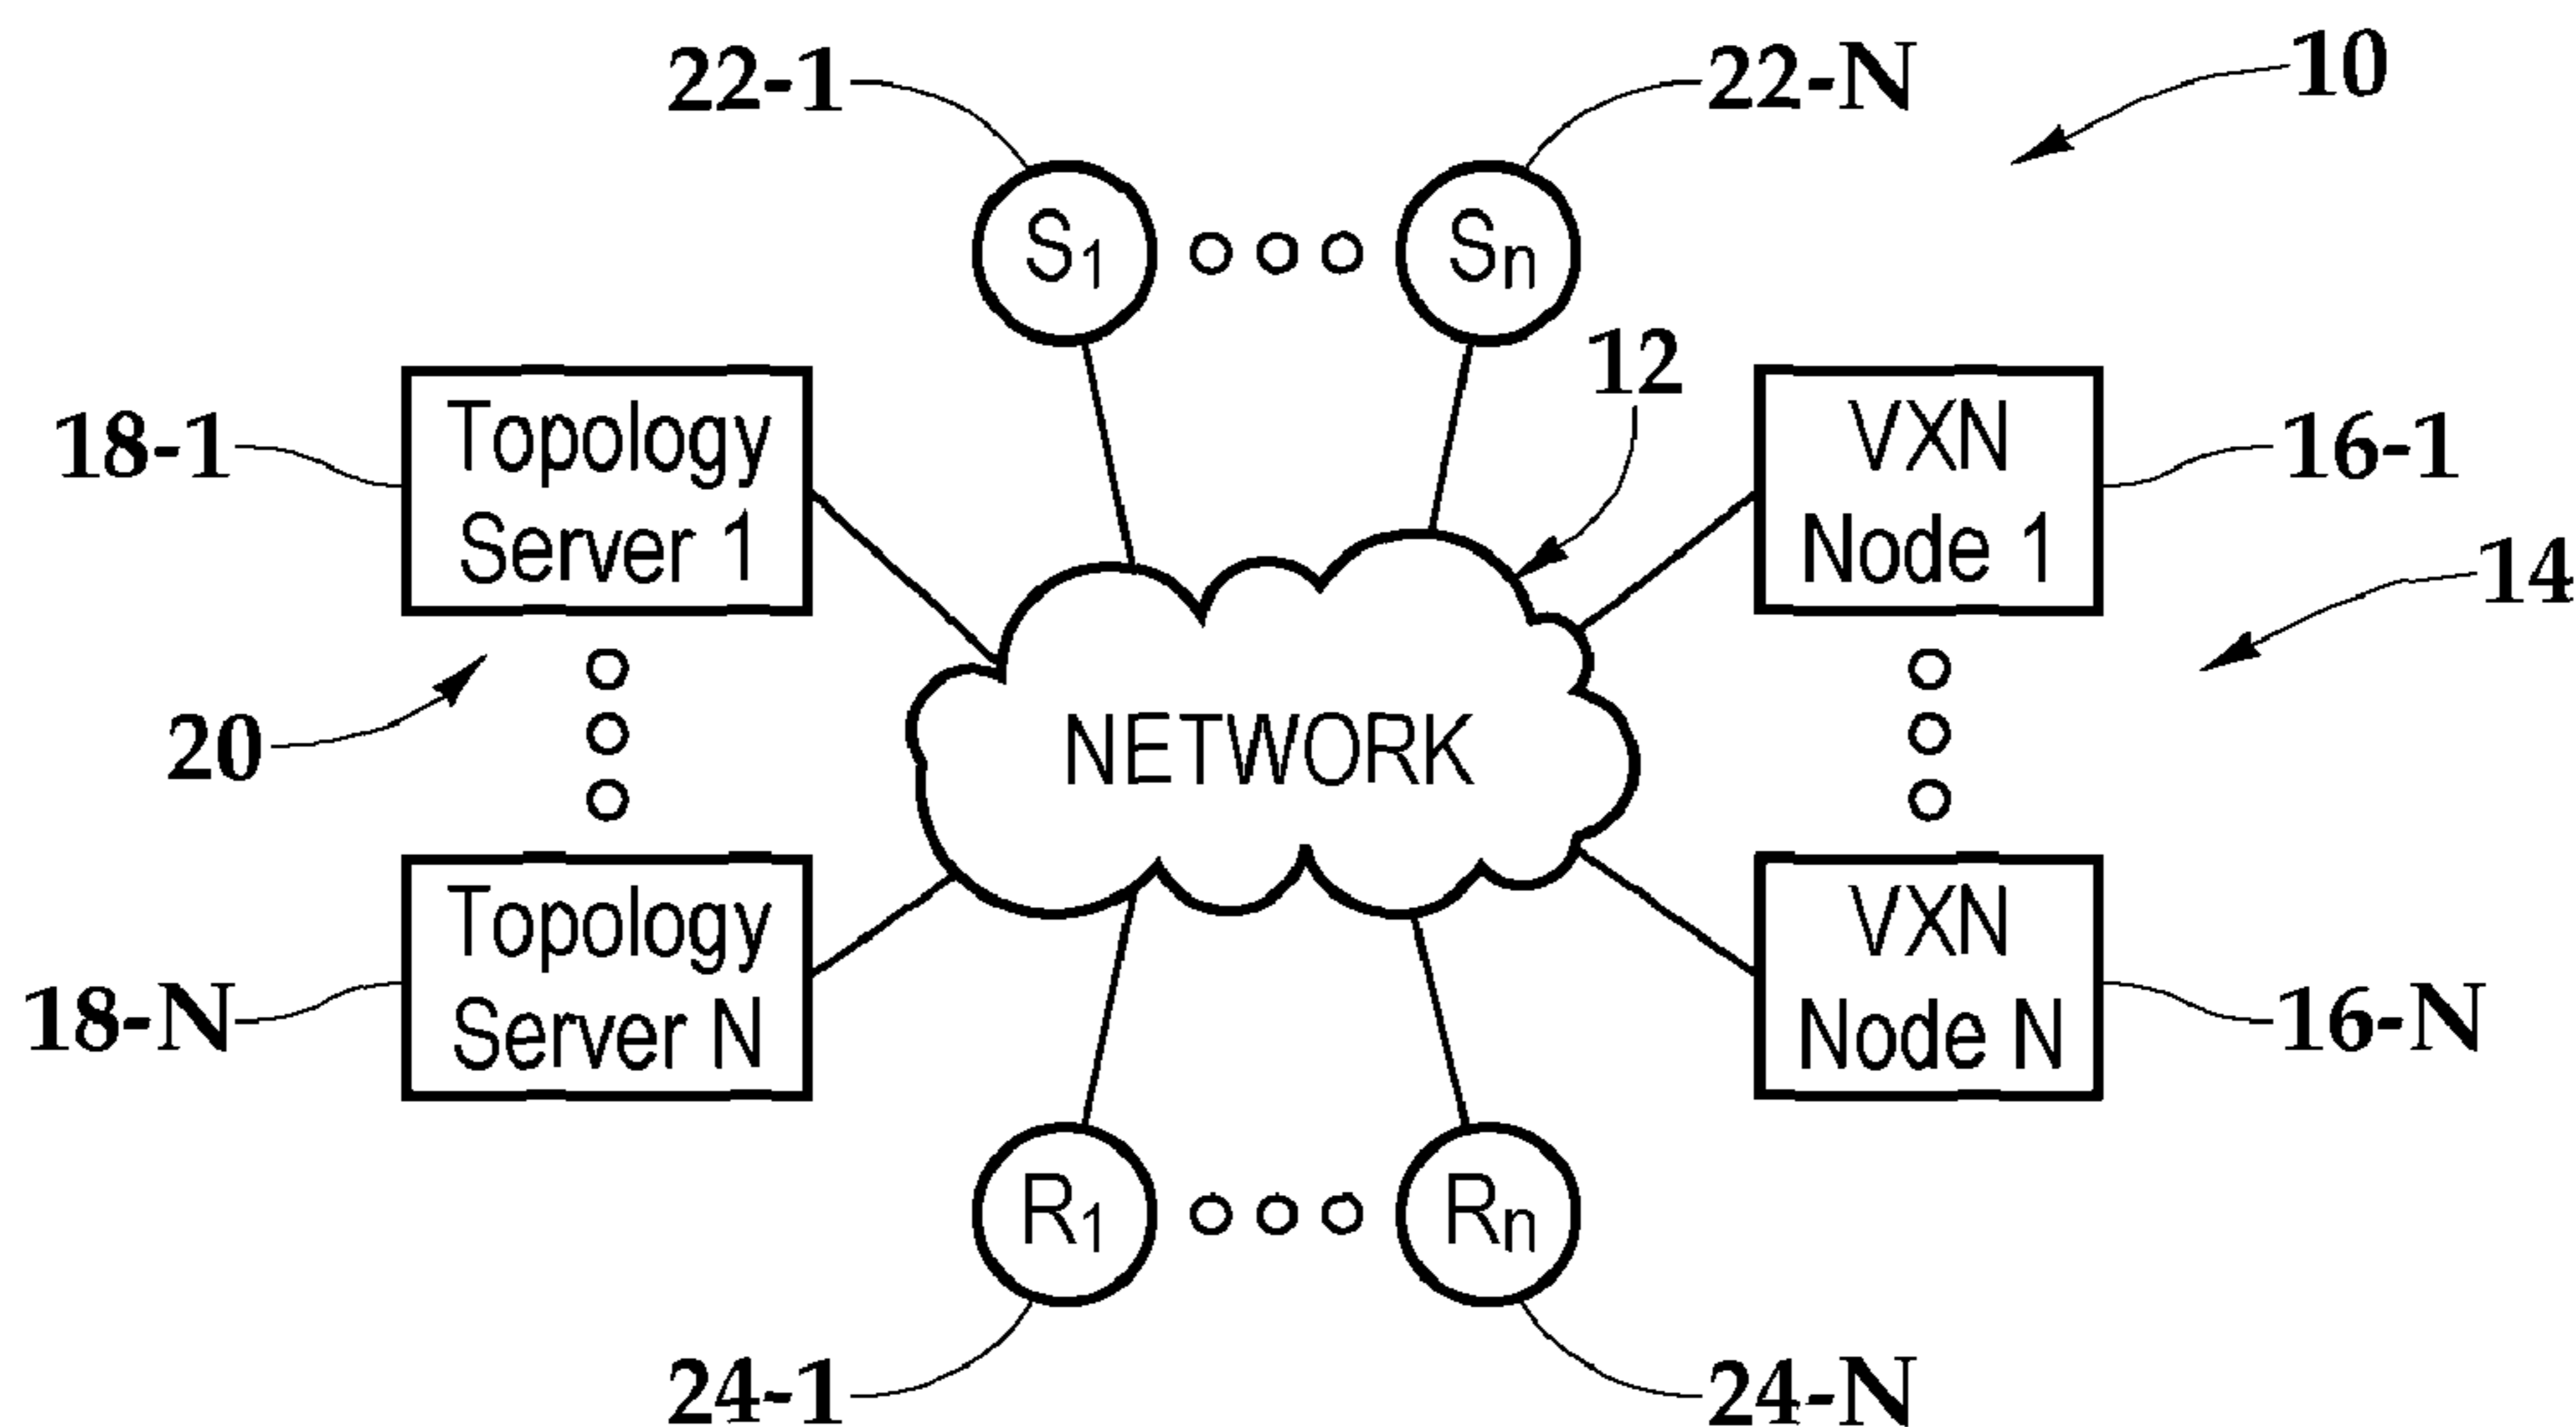 22-1
22-N
10
S1
Sn
12
18-1
Topology
Server 1
VXN
Node 1
16-1
14
20
NETWORK
18-N
Topology
Server N
VXN
Node N
16-N
R1
Rn
24-1
24-N